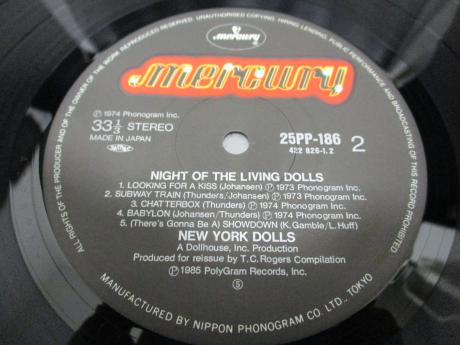 mercury
mercury
ALL RIGHTS OF THE PRODUCER AND OF THE OWNER OF THE WORK REPRODUCED RESERVED. UNAUTHORISED COPYING, HIRING, LENDING, PUBLIC PERFORMANCE AND BROADCASTING OF THIS RECORD PROHIBITED
Ⓟ 1974 Phonogram Inc.
33 1/3 STEREO
MADE IN JAPAN
25PP-186
422 826-1.2
2
NIGHT OF THE LIVING DOLLS
1. LOOKING FOR A KISS (Johansen) Ⓟ 1973 Phonogram Inc.
2. SUBWAY TRAIN (Thunders/Johansen) Ⓟ 1973 Phonogram Inc.
3. CHATTERBOX (Thunders) Ⓟ 1974 Phonogram Inc.
4. BABYLON (Johansen/Thunders) Ⓟ 1974 Phonogram Inc.
5. (There's Gonna Be A) SHOWDOWN (K.Gamble/L.Huff)
NEW YORK DOLLS
A Dollhouse, Inc. Production
Produced for reissue by T.C.Rogers Compilation
Ⓟ 1985 PolyGram Records, Inc.
Ⓢ
MANUFACTURED BY NIPPON PHONOGRAM CO., LTD., TOKYO